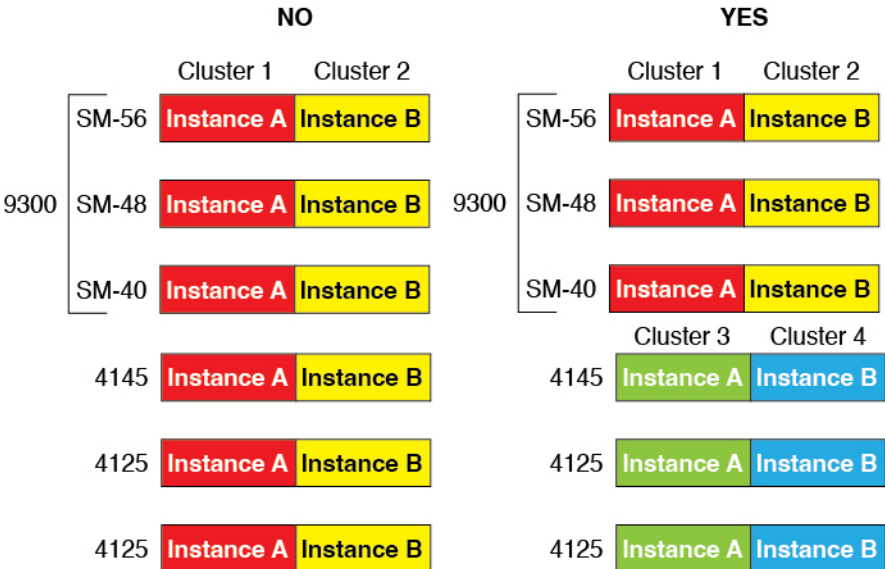 NO YES
Cluster 1 Cluster 2 Cluster 1 Cluster 2
SM-56 Instance A Instance B SM-56 Instance A Instance B
9300 SM-48 Instance A Instance B 9300 SM-48 Instance A Instance B
SM-40 Instance A Instance B SM-40 Instance A Instance B
Cluster 3 Cluster 4
4145 Instance A Instance B 4145 Instance A Instance B
4125 Instance A Instance B 4125 Instance A Instance B
4125 Instance A Instance B 4125 Instance A Instance B